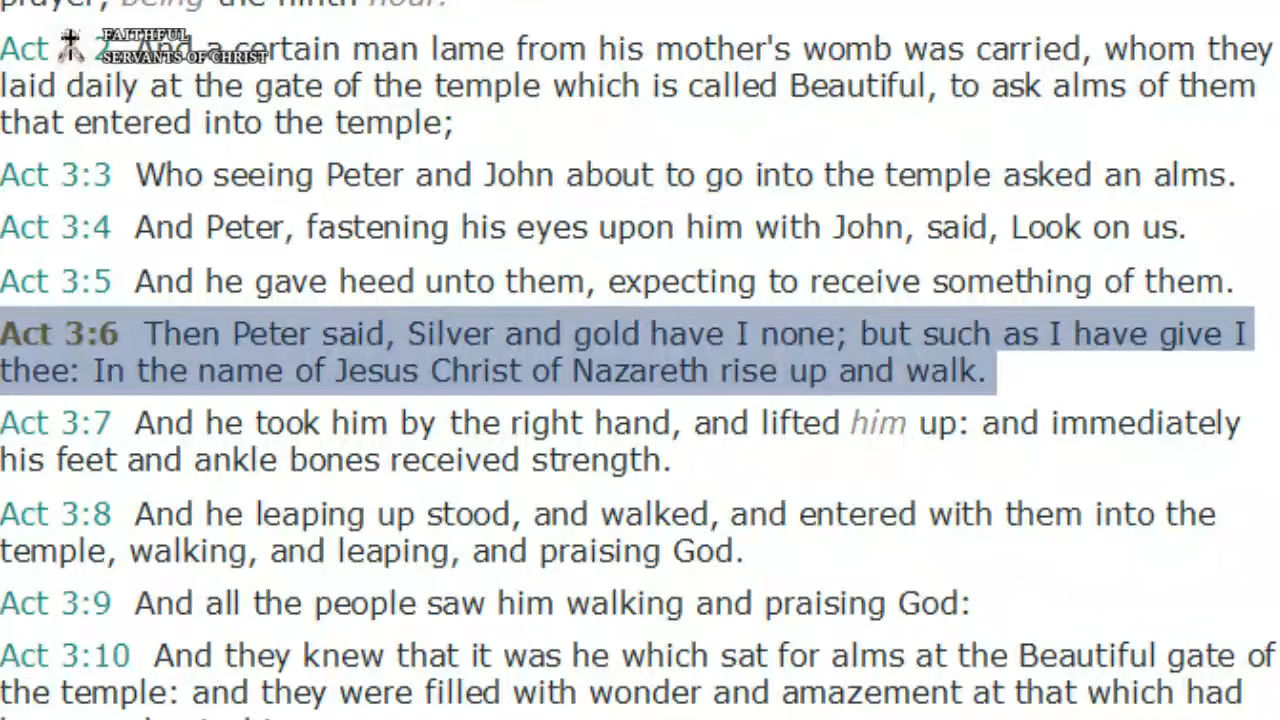 prayer, being the ninth hour.
FAITHFUL
SERVANTS OF CHRIST
Act 2 And a certain man lame from his mother's womb was carried, whom they
laid daily at the gate of the temple which is called Beautiful, to ask alms of them
that entered into the temple;
Act 3:3 Who seeing Peter and John about to go into the temple asked an alms.
Act 3:4 And Peter, fastening his eyes upon him with John, said, Look on us.
Act 3:5 And he gave heed unto them, expecting to receive something of them.
Act 3:6 Then Peter said, Silver and gold have I none; but such as I have give I
thee: In the name of Jesus Christ of Nazareth rise up and walk.
Act 3:7 And he took him by the right hand, and lifted him up: and immediately
his feet and ankle bones received strength.
Act 3:8 And he leaping up stood, and walked, and entered with them into the
temple, walking, and leaping, and praising God.
Act 3:9 And all the people saw him walking and praising God:
Act 3:10 And they knew that it was he which sat for alms at the Beautiful gate of
the temple: and they were filled with wonder and amazement at that which had